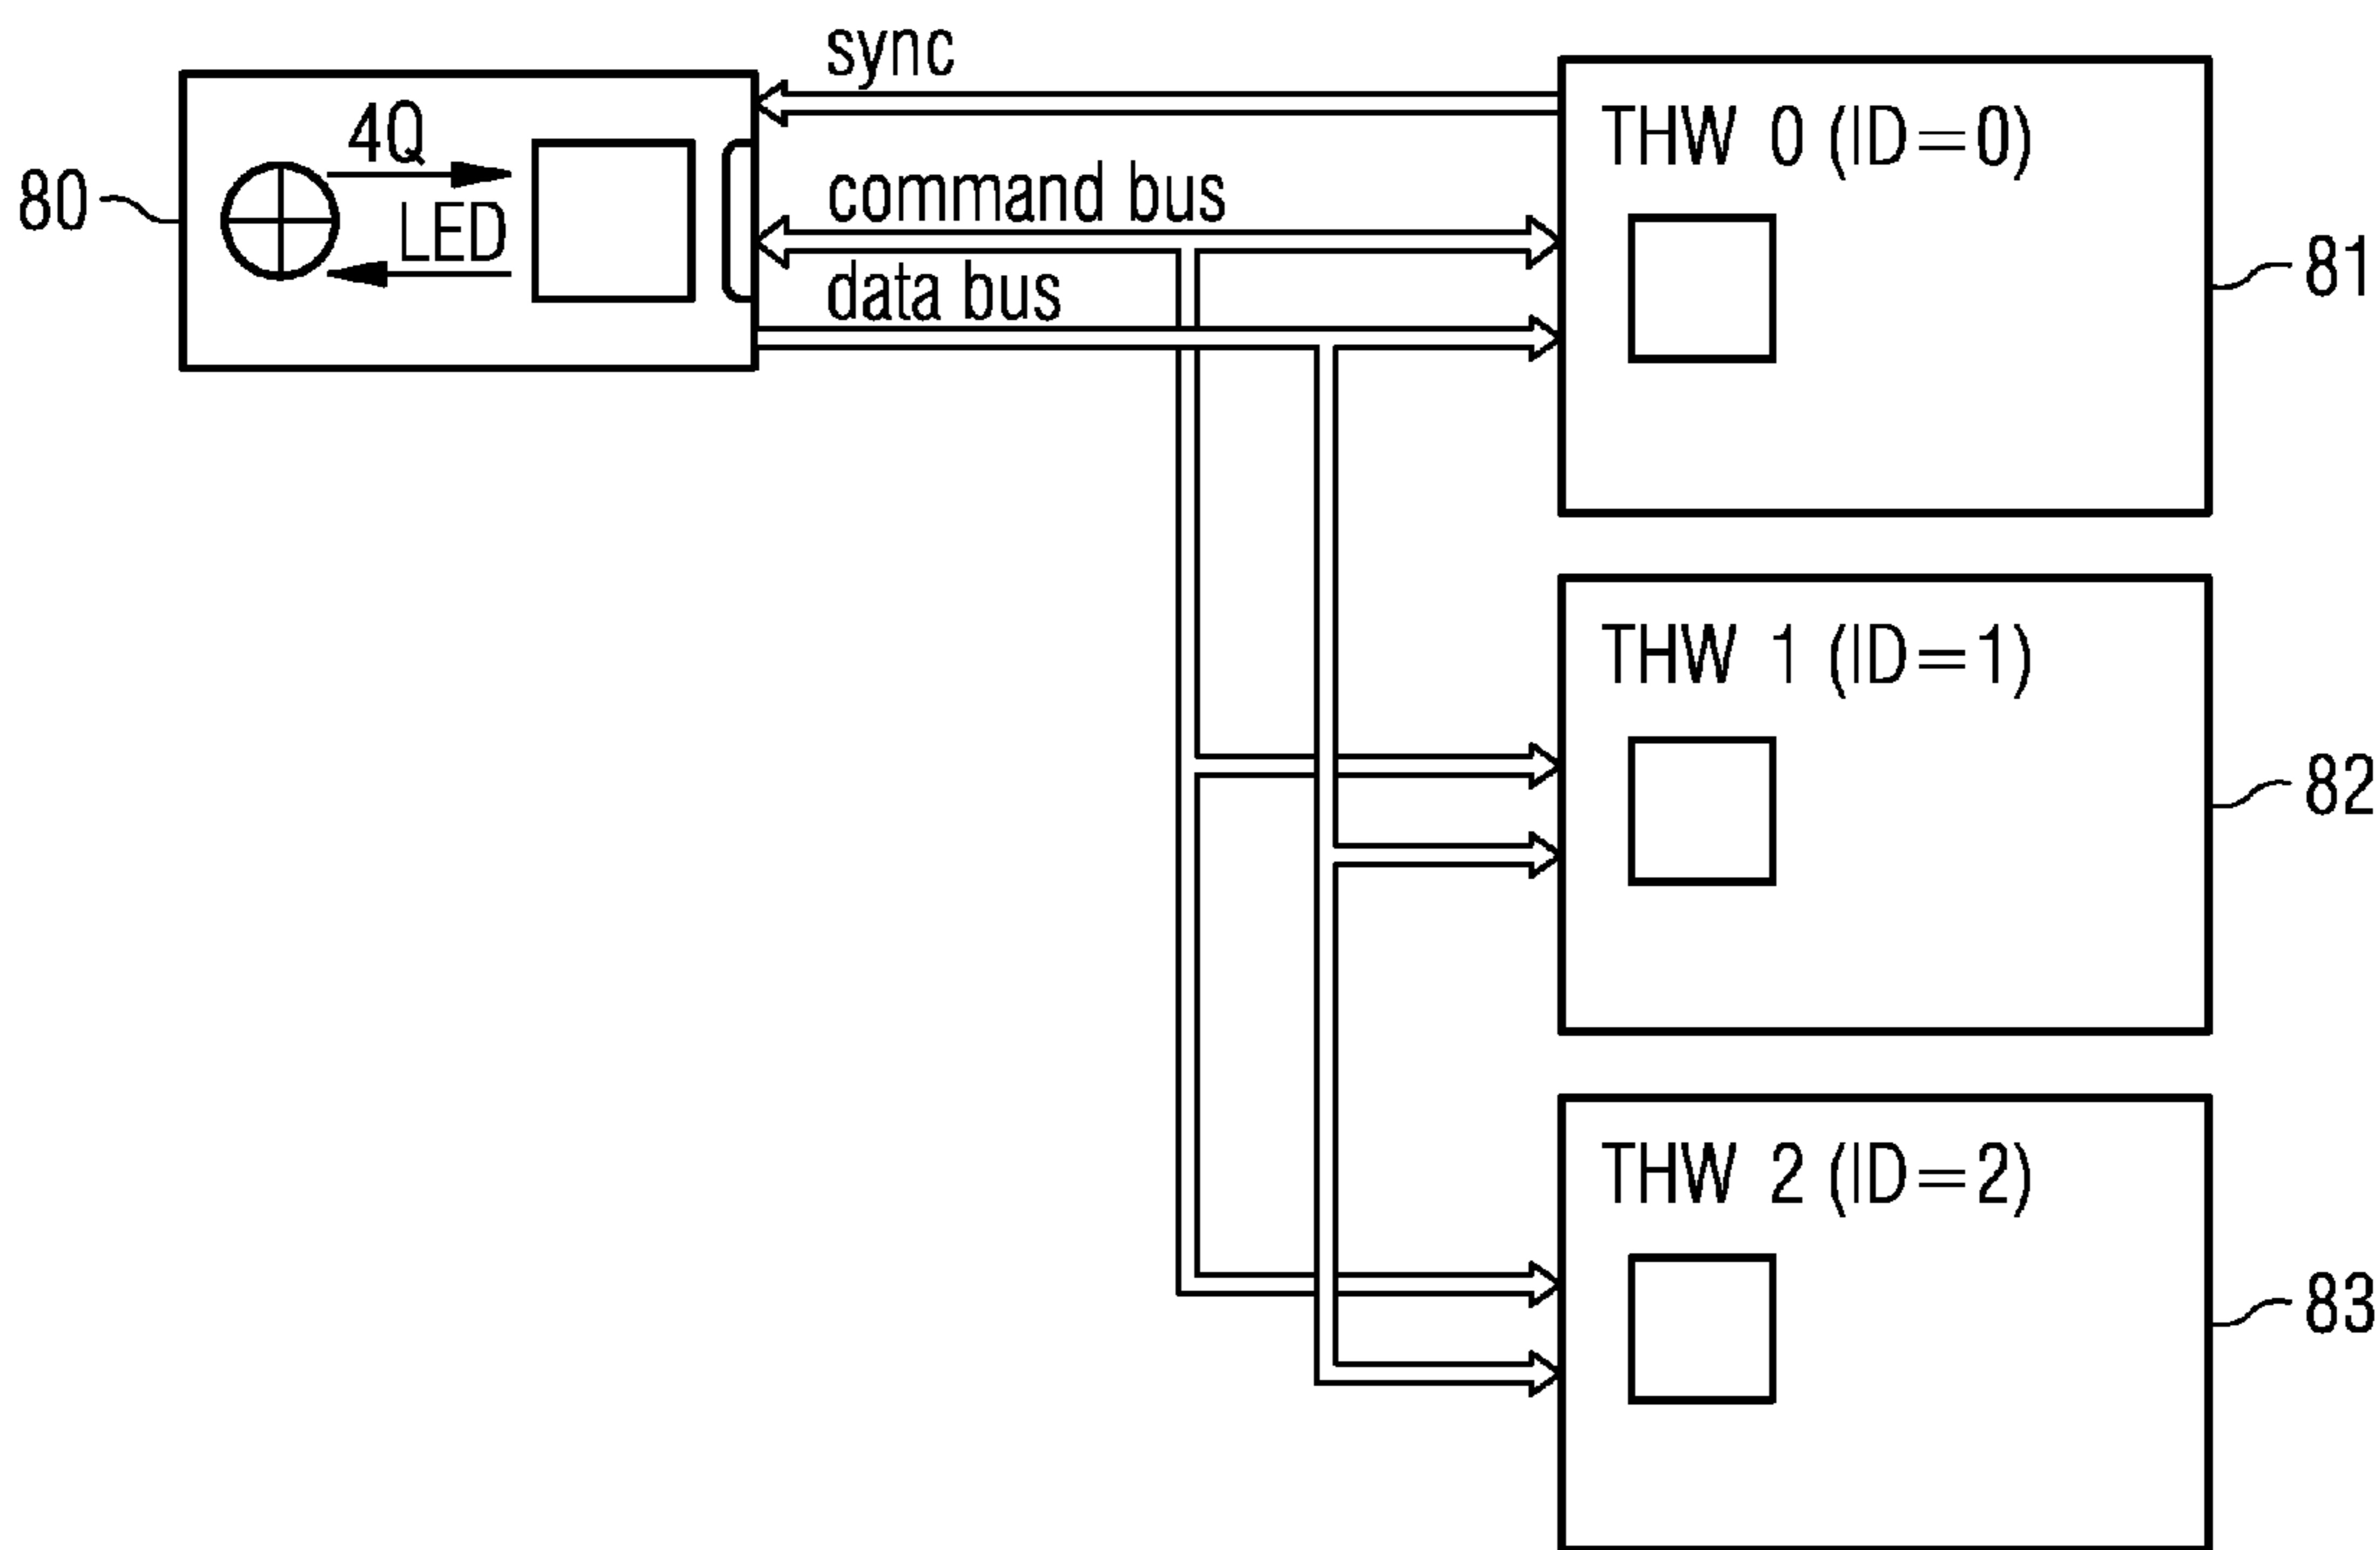 sync
THW 0 (ID=0)
4Q
80
command bus
LED
data bus
81
THW 1 (ID=1)
82
THW 2 (ID=2)
83